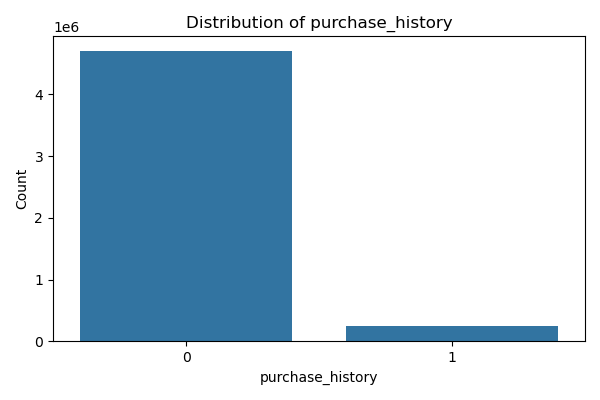 Distribution of purchase_history
1e6
4
3
2
1
0
Count
0 1
purchase_history